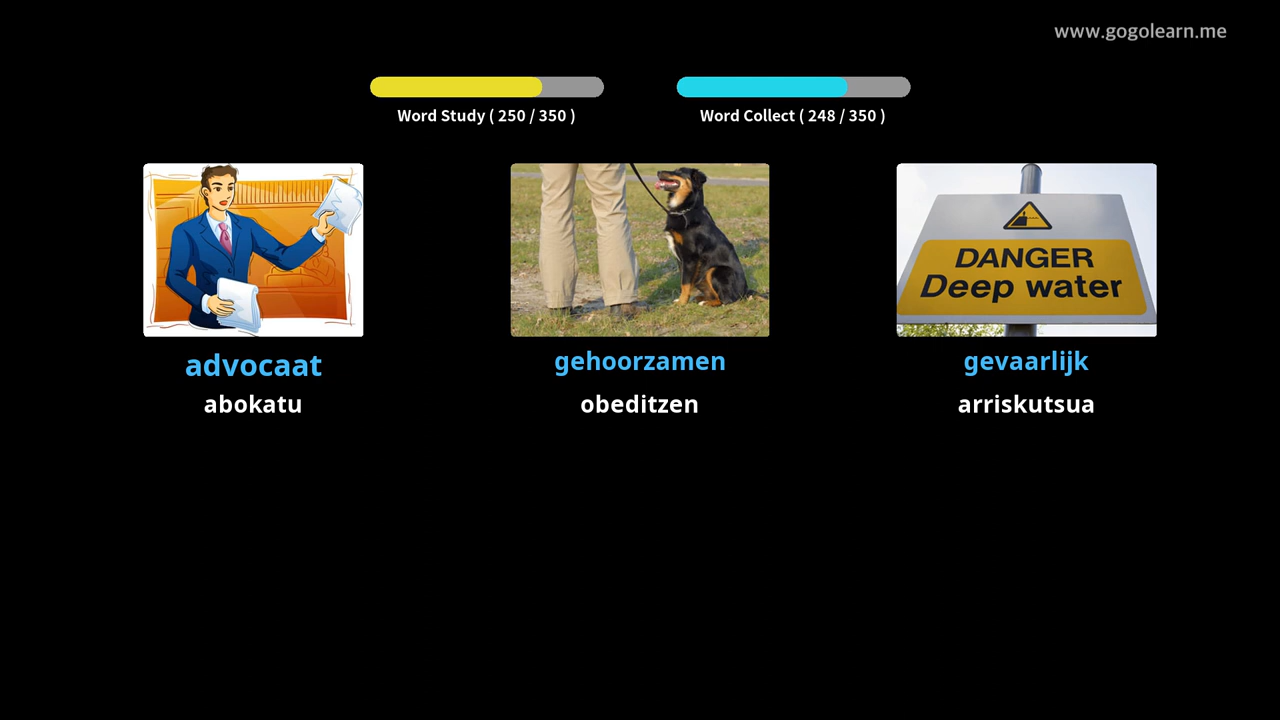 www.gogolearn.me
Word Study ( 250 / 350 )
Word Collect ( 248 / 350 )
DANGER
Deep water
advocaat
gehoorzamen
gevaarlijk
abokatu
obeditzen
arriskutsua